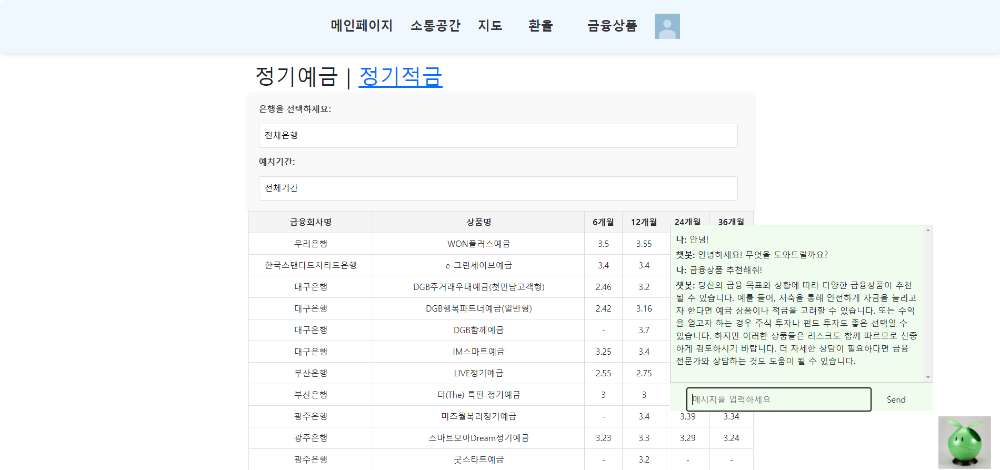 메인페이지 소통공간 지도 환율 금융상품
정기예금 | 정기적금
은행을 선택하세요:
전체은행
예치기간:
전체기간
금융회사명 상품명 6개월 12개월 24개월 36개월
우리은행 WON플러스예금 3.5 3.55
한국스탠다드차타드은행 e-그린세이브예금 3.4 3.4
대구은행 DGB주거래우대예금(첫만남고객형) 2.46 3.2
대구은행 DGB행복파트너예금(일반형) 2.42 3.16
대구은행 DGB함께예금 - 3.7
대구은행 IM스마트예금 3.25 3.4
부산은행 LIVE정기예금 2.55 2.75
부산은행 더(The) 특판 정기예금 3 3
광주은행 미즈월복리정기예금 - 3.4 3.39 3.34
광주은행 스마트모아Dream정기예금 3.23 3.3 3.29 3.24
광주은행 굿스타트예금 - 3.2 - -
나: 안녕!
챗봇: 안녕하세요! 무엇을 도와드릴까요?
나: 금융상품 추천해줘!
챗봇: 당신의 금융 목표와 상황에 따라 다양한 금융상품이 추천
될 수 있습니다. 예를 들어, 저축을 통해 안전하게 자금을 늘리고
자 한다면 예금 상품이나 적금을 고려할 수 있습니다. 또는 수익
을 얻고자 하는 경우 주식 투자나 펀드 투자도 좋은 선택일 수
있습니다. 하지만 이러한 상품들은 리스크도 함께 따르므로 신중
하게 검토하시기 바랍니다. 더 자세한 상담이 필요하다면 금융
전문가와 상담하는 것도 도움이 될 수 있습니다.
메시지를 입력하세요 Send